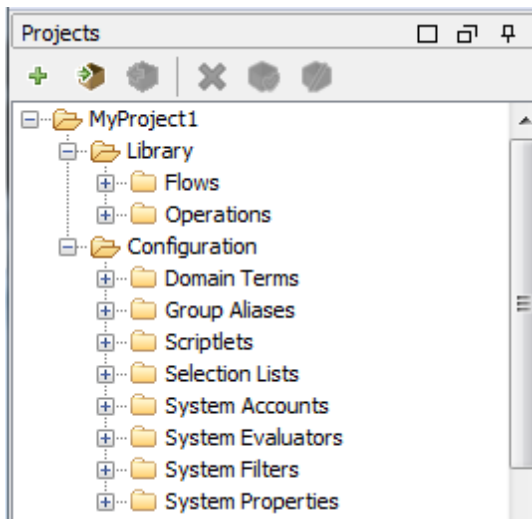 Projects
MyProject1
Library
Flows
Operations
Configuration
Domain Terms
Group Aliases
Scriptlets
Selection Lists
System Accounts
System Evaluators
System Filters
System Properties